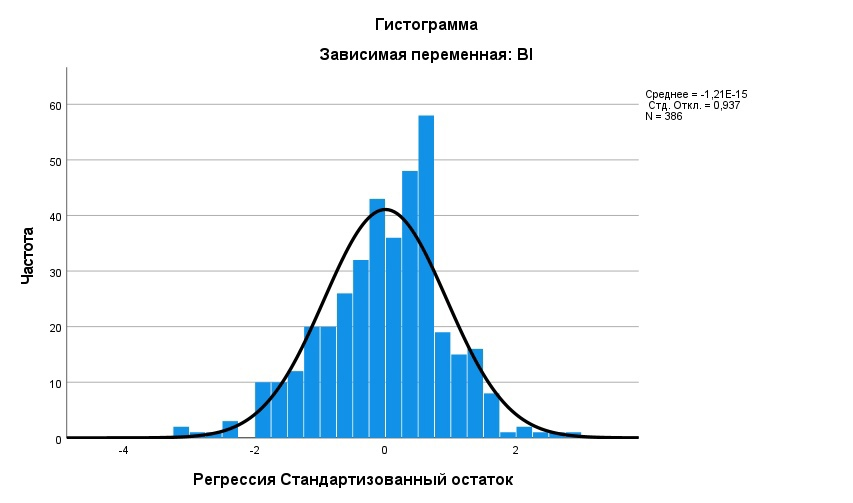 Гистограмма
Зависимая переменная: BI
Среднее = -1,21E-15
Стд. Откл. = 0,937
N = 386
Частота
60
50
40
30
20
10
0
-4
-2
0
2
Регрессия Стандартизованный остаток